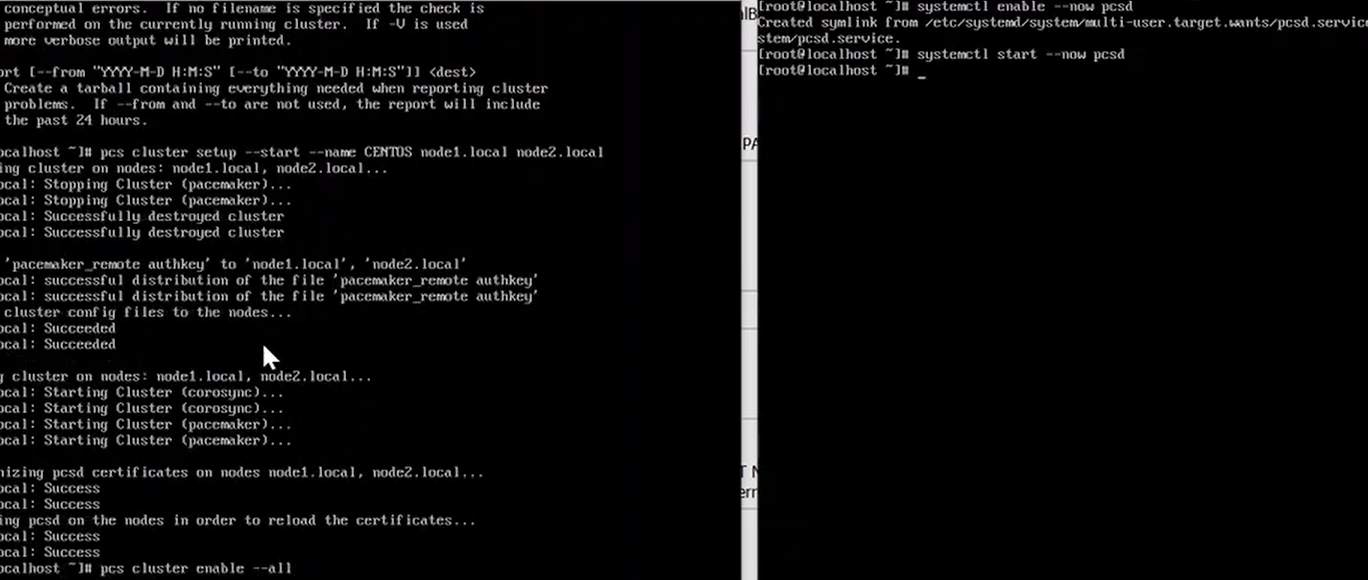 conceptual errors.  If no filename is specified the check is
performed on the currently running cluster.  If -V is used
more verbose output will be printed.
ort [--from "YYYY-M-D H:M:S" [--to "YYYY-M-D H:M:S"]] <dest>
Create a tarball containing everything needed when reporting cluster
problems.  If --from and --to are not used, the report will include
the past 24 hours.
ocalhost ~]# pcs cluster setup --start --name CENTOS node1.local node2.local
ing cluster on nodes: node1.local, node2.local...
ocal: Stopping Cluster (pacemaker)...
ocal: Stopping Cluster (pacemaker)...
ocal: Successfully destroyed cluster
ocal: Successfully destroyed cluster
'pacemaker_remote authkey' to 'node1.local', 'node2.local'
ocal: successful distribution of the file 'pacemaker_remote authkey'
ocal: successful distribution of the file 'pacemaker_remote authkey'
cluster config files to the nodes...
ocal: Succeeded
ocal: Succeeded
g cluster on nodes: node1.local, node2.local...
ocal: Starting Cluster (corosync)...
ocal: Starting Cluster (corosync)...
ocal: Starting Cluster (pacemaker)...
ocal: Starting Cluster (pacemaker)...
nizing pcsd certificates on nodes node1.local, node2.local...
ocal: Success
ocal: Success
ing pcsd on the nodes in order to reload the certificates...
ocal: Success
ocal: Success
ocalhost ~]# pcs cluster enable --all
lB
PA
T N
err
[root@localhost ~]# systemctl enable --now pcsd
Created symlink from /etc/systemd/system/multi-user.target.wants/pcsd.service
stem/pcsd.service.
[root@localhost ~]# systemctl start --now pcsd
[root@localhost ~]# _